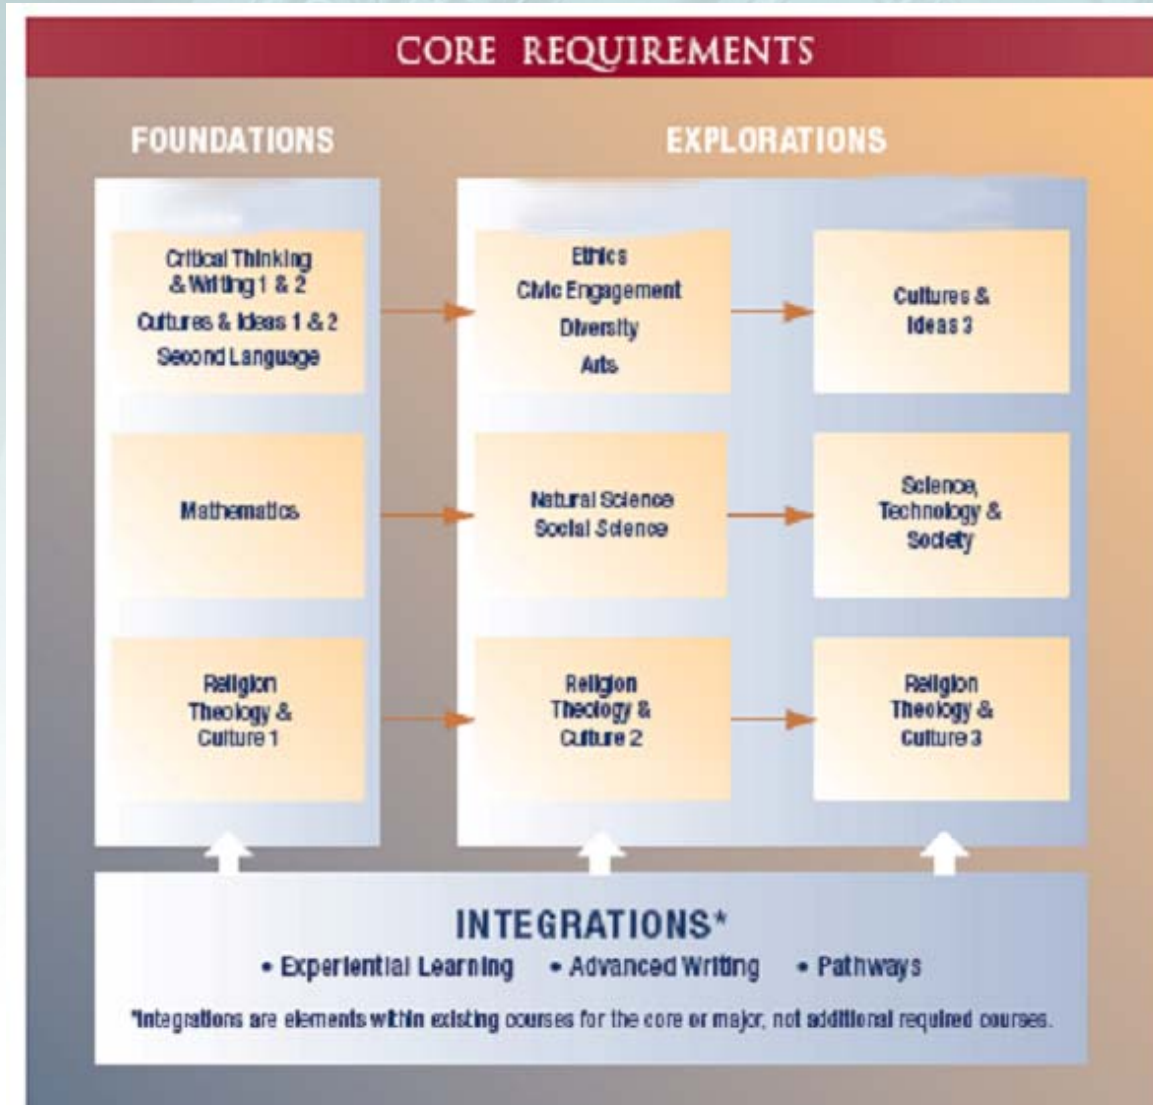 CORE REQUIREMENTS
FOUNDATIONS
EXPLORATIONS
Critical Thinking
& Writing 1 & 2
Cultures & Ideas 1 & 2
Second Language
Ethics
Civic Engagement
Diversity
Arts
Cultures &
Ideas 3
Mathematics
Natural Science
Social Science
Science,
Technology &
Society
Religion
Theology &
Culture 1
Religion
Theology &
Culture 2
Religion
Theology &
Culture 3
INTEGRATIONS*
• Experiential Learning • Advanced Writing • Pathways
*Integrations are elements within existing courses for the core or major, not additional required courses.